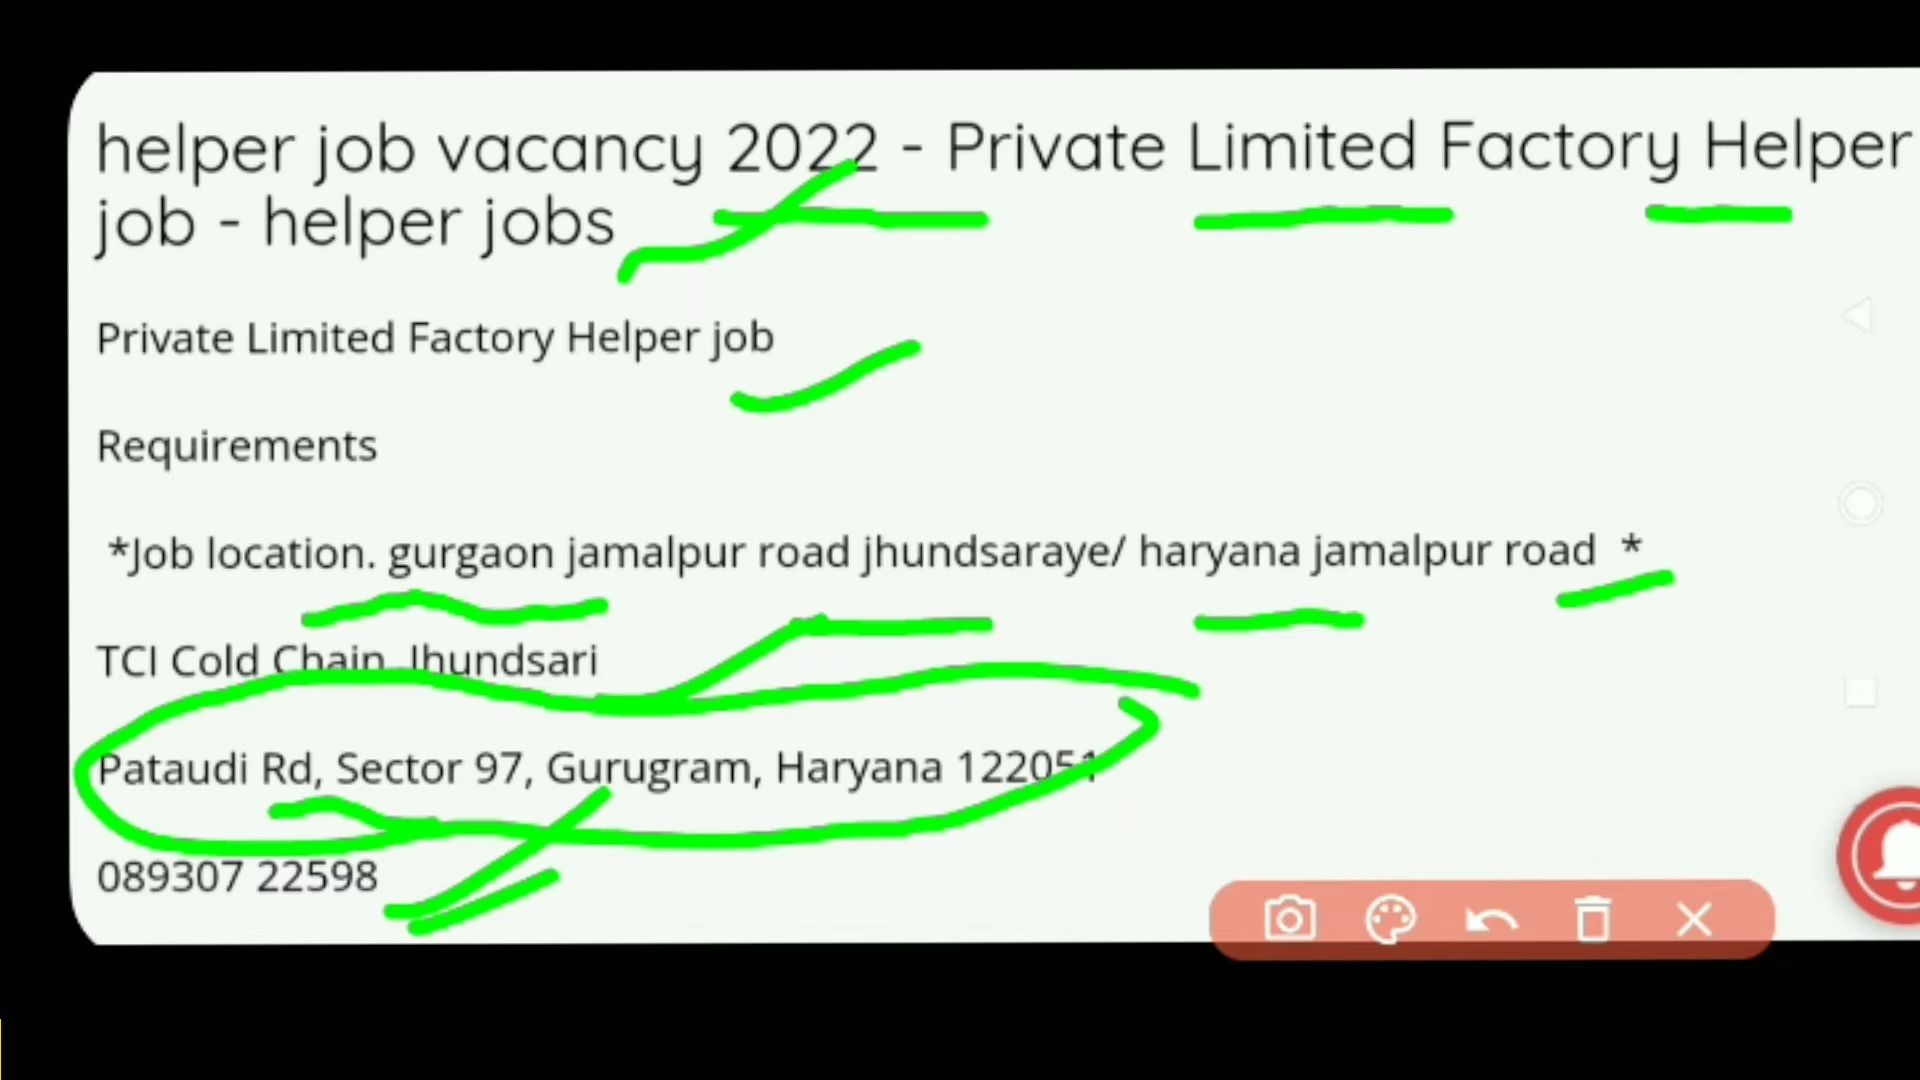 helper job vacancy 2022 - Private Limited Factory Helper
job - helper jobs
Private Limited Factory Helper job
Requirements
*Job location. gurgaon jamalpur road jhundsaraye/ haryana jamalpur road *
TCI Cold Chain, Jhundsari
Pataudi Rd, Sector 97, Gurugram, Haryana 122051
089307 22598